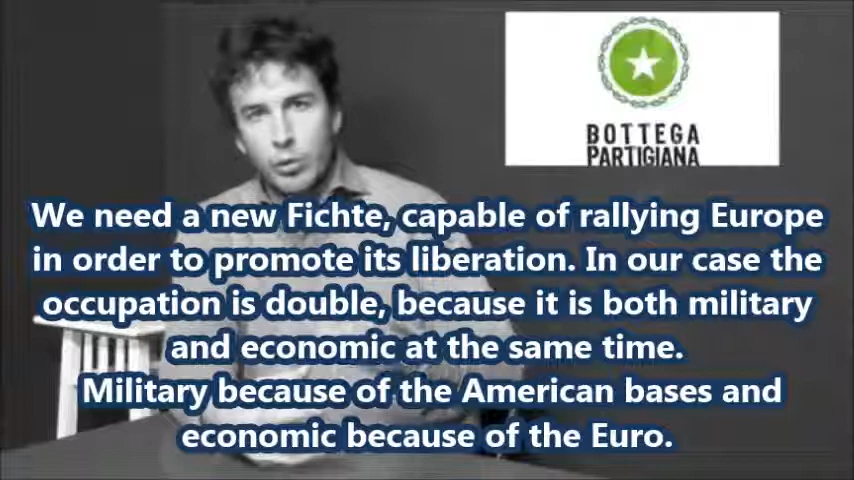 BOTTEGA
PARTIGIANA
We need a new Fichte, capable of rallying Europe
in order to promote its liberation. In our case the
occupation is double, because it is both military
and economic at the same time.
Military because of the American bases and
economic because of the Euro.